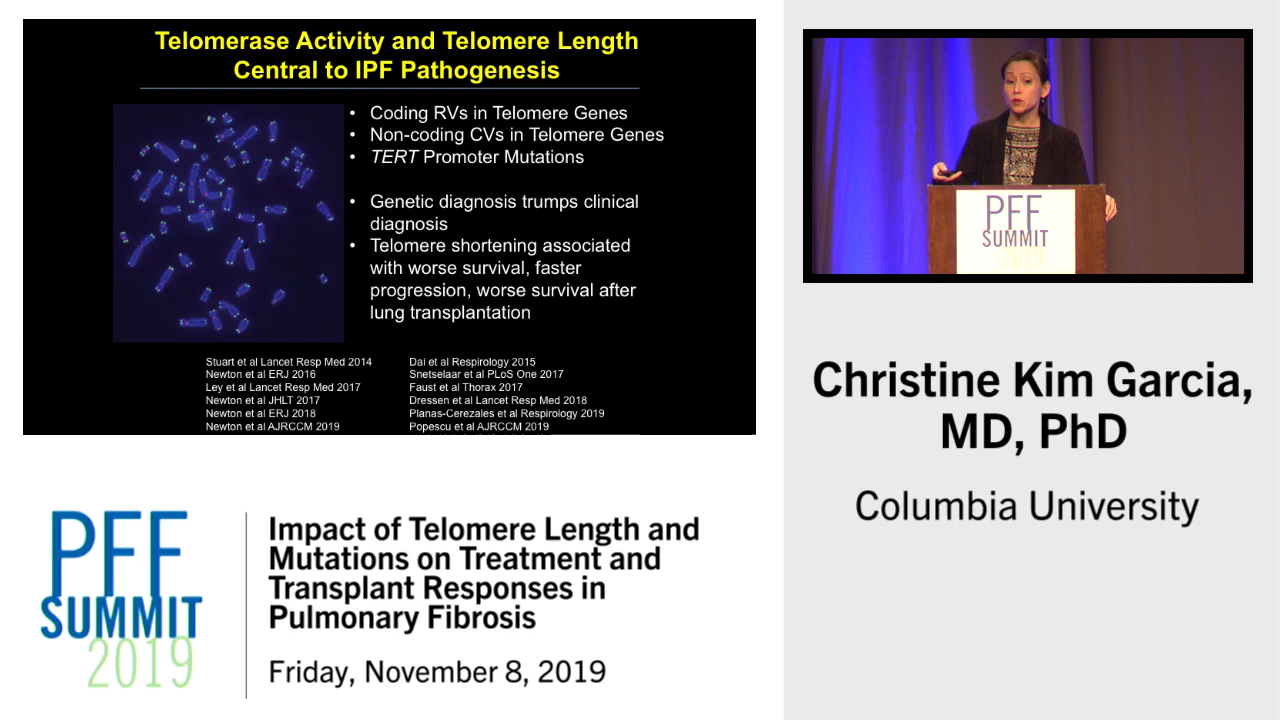 Telomerase Activity and Telomere Length
Central to IPF Pathogenesis
• Coding RVs in Telomere Genes
• Non-coding CVs in Telomere Genes
• TERT Promoter Mutations
• Genetic diagnosis trumps clinical
diagnosis
• Telomere shortening associated
with worse survival, faster
progression, worse survival after
lung transplantation
Stuart et al Lancet Resp Med 2014
Newton et al ERJ 2016
Ley et al Lancet Resp Med 2017
Newton et al JHLT 2017
Newton et al ERJ 2018
Newton et al AJRCCM 2019
Dai et al Respirology 2015
Snetselaar et al PLoS One 2017
Faust et al Thorax 2017
Dressen et al Lancet Resp Med 2018
Planas-Cerezales et al Respirology 2019
Popescu et al AJRCCM 2019
PFF
SUMMIT
2019
Christine Kim Garcia,
MD, PhD
Columbia University
PFF
SUMMIT
2019
Impact of Telomere Length and
Mutations on Treatment and
Transplant Responses in
Pulmonary Fibrosis
Friday, November 8, 2019